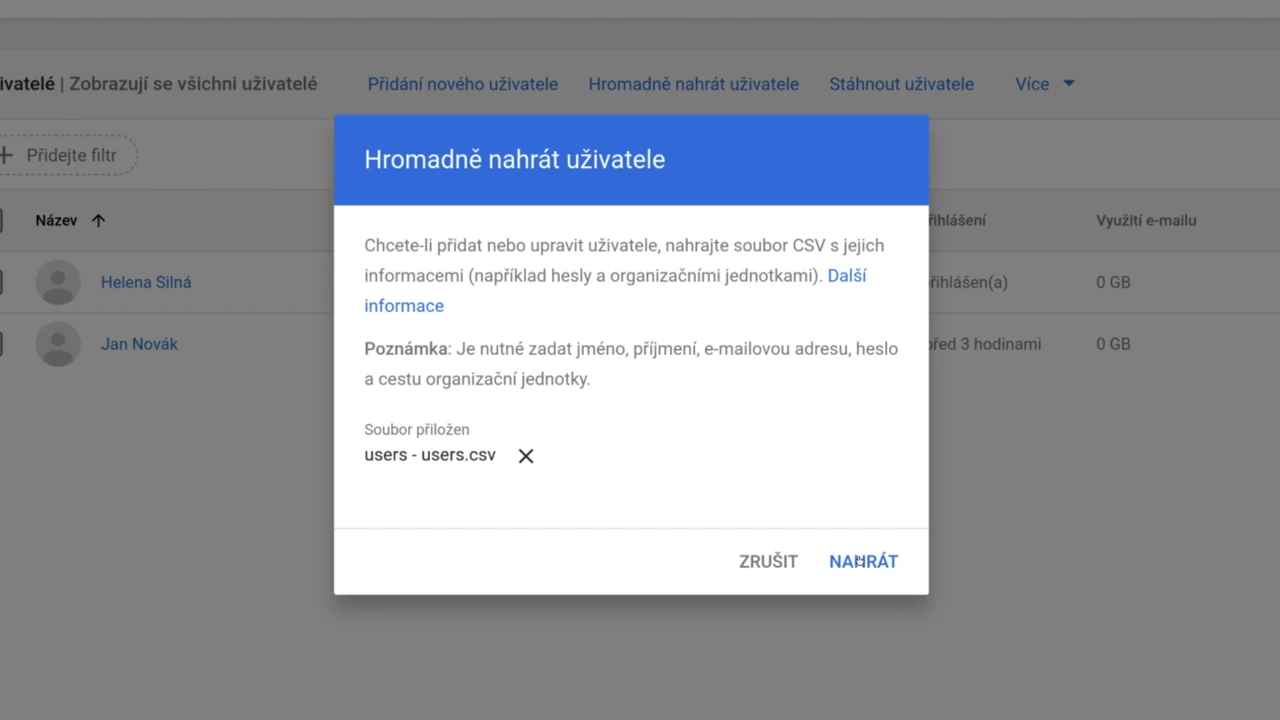 ivatelé | Zobrazují se všichni uživatelé
Přidání nového uživatele
Hromadně nahrát uživatele
Stáhnout uživatele
Více
Přidejte filtr
Název
řihlášení
Využití e-mailu
Helena Silná
řihlášen(a)
0 GB
Jan Novák
řed 3 hodinami
0 GB
Hromadně nahrát uživatele
Chcete-li přidat nebo upravit uživatele, nahrajte soubor CSV s jejich
informacemi (například hesly a organizačními jednotkami). Další
informace
Poznámka: Je nutné zadat jméno, příjmení, e-mailovou adresu, heslo
a cestu organizační jednotky.
Soubor přiložen
users - users.csv
ZRUŠIT
NAHRÁT